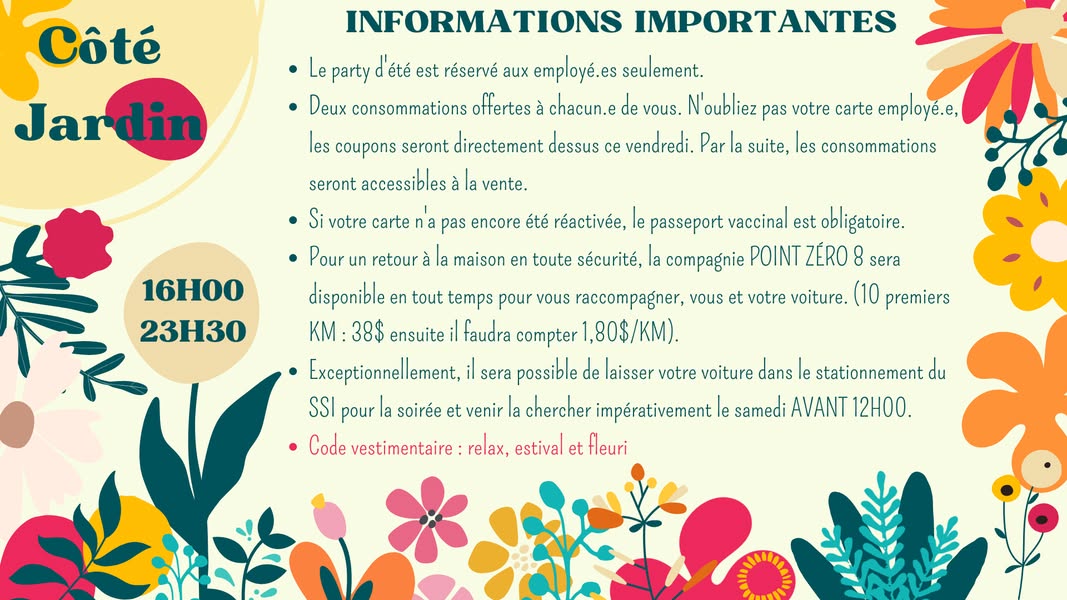 Côté
Jardin
16H00
23H30
INFORMATIONS IMPORTANTES
• Le party d'été est réservé aux employé.es seulement.
• Deux consommations offertes à chacun.e de vous. N'oubliez pas votre carte employé.e,
les coupons seront directement dessus ce vendredi. Par la suite, les consommations
seront accessibles à la vente.
• Si votre carte n'a pas encore été réactivée, le passeport vaccinal est obligatoire.
• Pour un retour à la maison en toute sécurité, la compagnie POINT ZÉRO 8 sera
disponible en tout temps pour vous raccompagner, vous et votre voiture. (10 premiers
KM : 38$ ensuite il faudra compter 1,80$/KM).
• Exceptionnellement, il sera possible de laisser votre voiture dans le stationnement du
SSI pour la soirée et venir la chercher impérativement le samedi AVANT 12H00.
• Code vestimentaire : relax, estival et fleuri